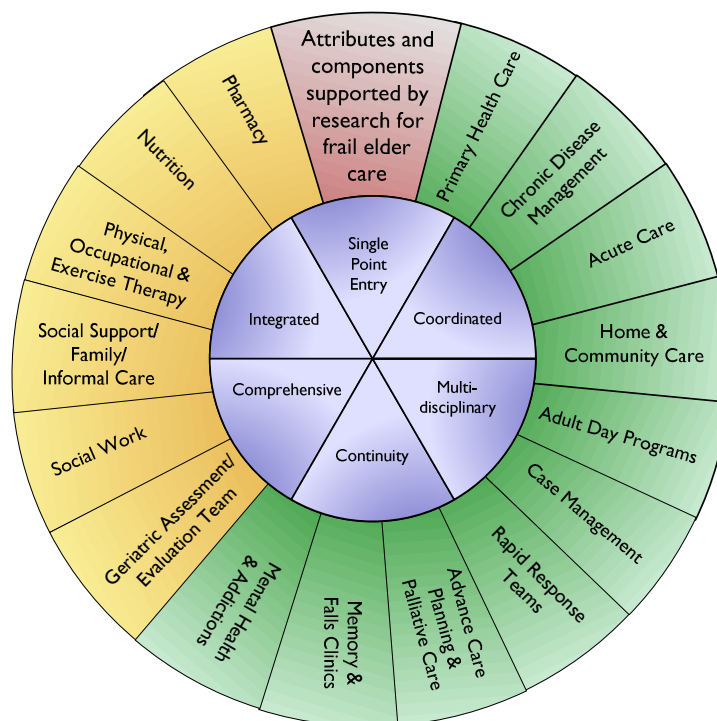 Attributes and
components
supported by
research for
frail elder
care
Primary Health Care
Chronic Disease
Management
Acute Care
Home &
Community Care
Adult Day Programs
Case Management
Rapid Response
Teams
Advance Care
Planning &
Palliative Care
Memory &
Falls Clinics
Mental Health
& Addictions
Geriatric Assessment/
Evaluation Team
Social Work
Social Support/
Family/
Informal Care
Physical,
Occupational &
Exercise Therapy
Nutrition
Pharmacy
Single
Point
Entry
Coordinated
Multi-
disciplinary
Continuity
Comprehensive
Integrated